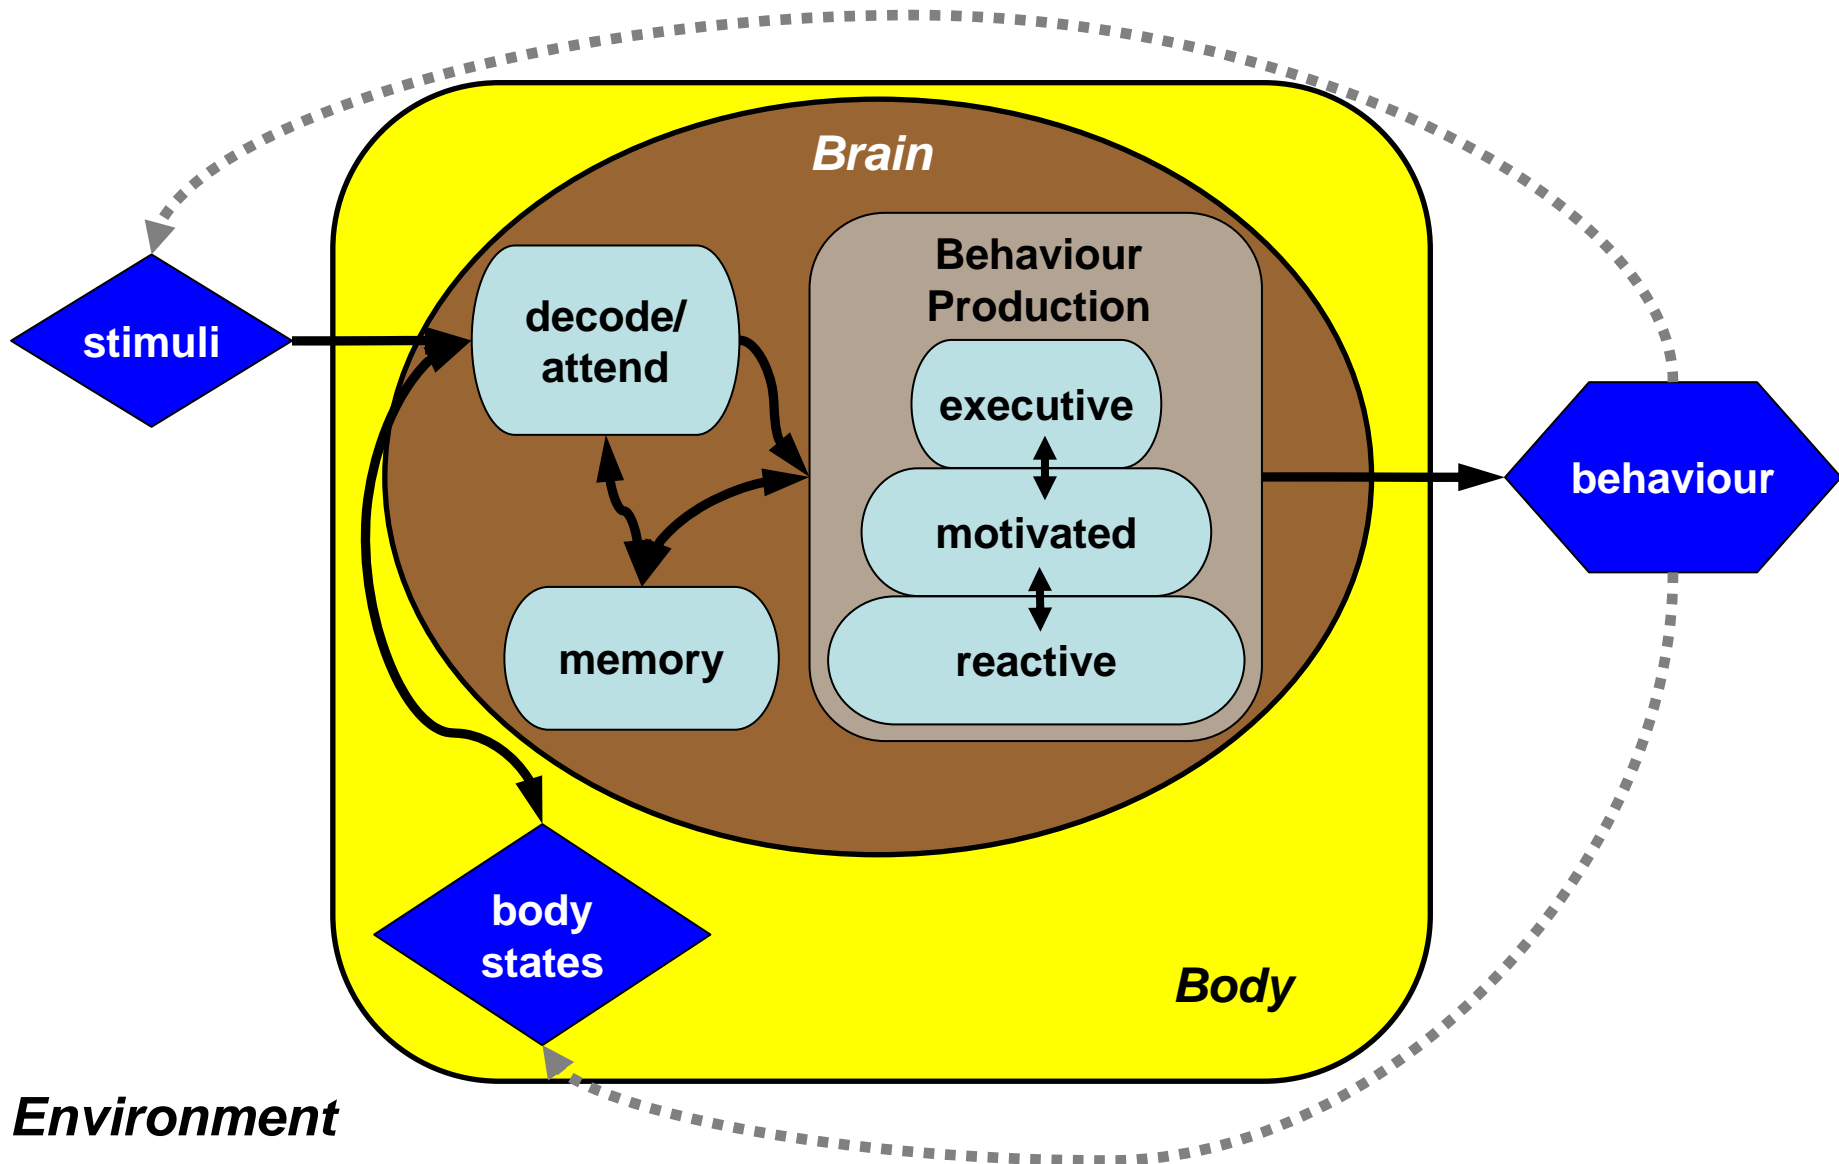 Brain
Behaviour
Production
decode/
attend
stimuli
executive
behaviour
motivated
memory
reactive
body
states
Body
Environment